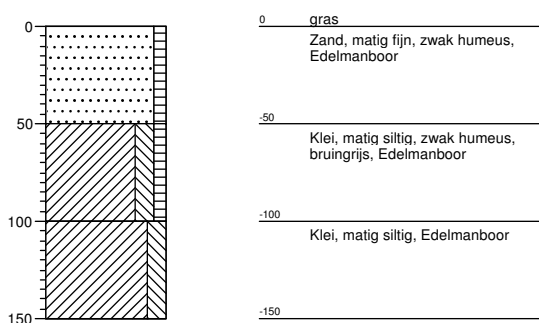 0
50
100
150
0
gras
Zand, matig fijn, zwak humeus,
Edelmanboor
-50
Klei, matig siltig, zwak humeus,
bruingrijs, Edelmanboor
-100
Klei, matig siltig, Edelmanboor
-150